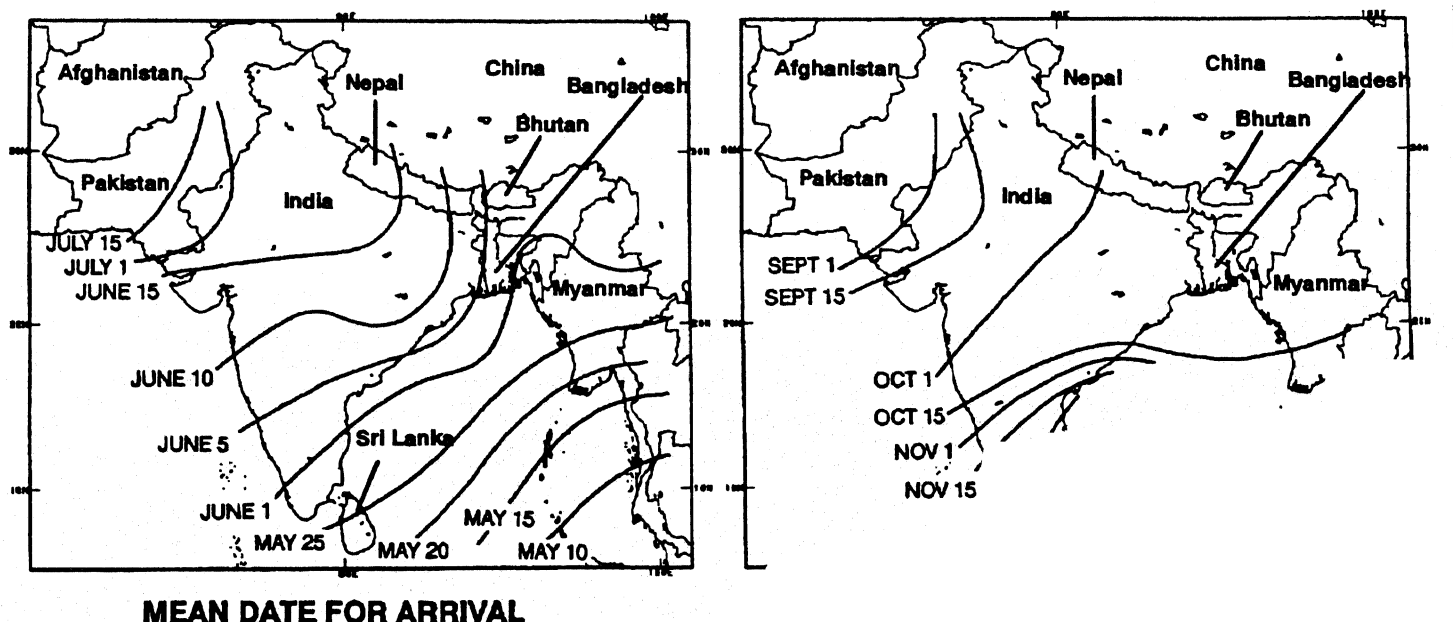 Afghanistan
China
Nepal
Bangladesh
Bhutan
Pakistan
India
JULY 15
JULY 1
JUNE 15
Myanmar
JUNE 10
JUNE 5
Sri Lanka
JUNE 1
MAY 25
MAY 20
MAY 15
MAY 10
MEAN DATE FOR ARRIVAL
Afghanistan
China
Nepal
Bangladesh
Bhutan
Pakistan
India
SEPT 1
SEPT 15
Myanmar
OCT 1
OCT 15
NOV 1
NOV 15